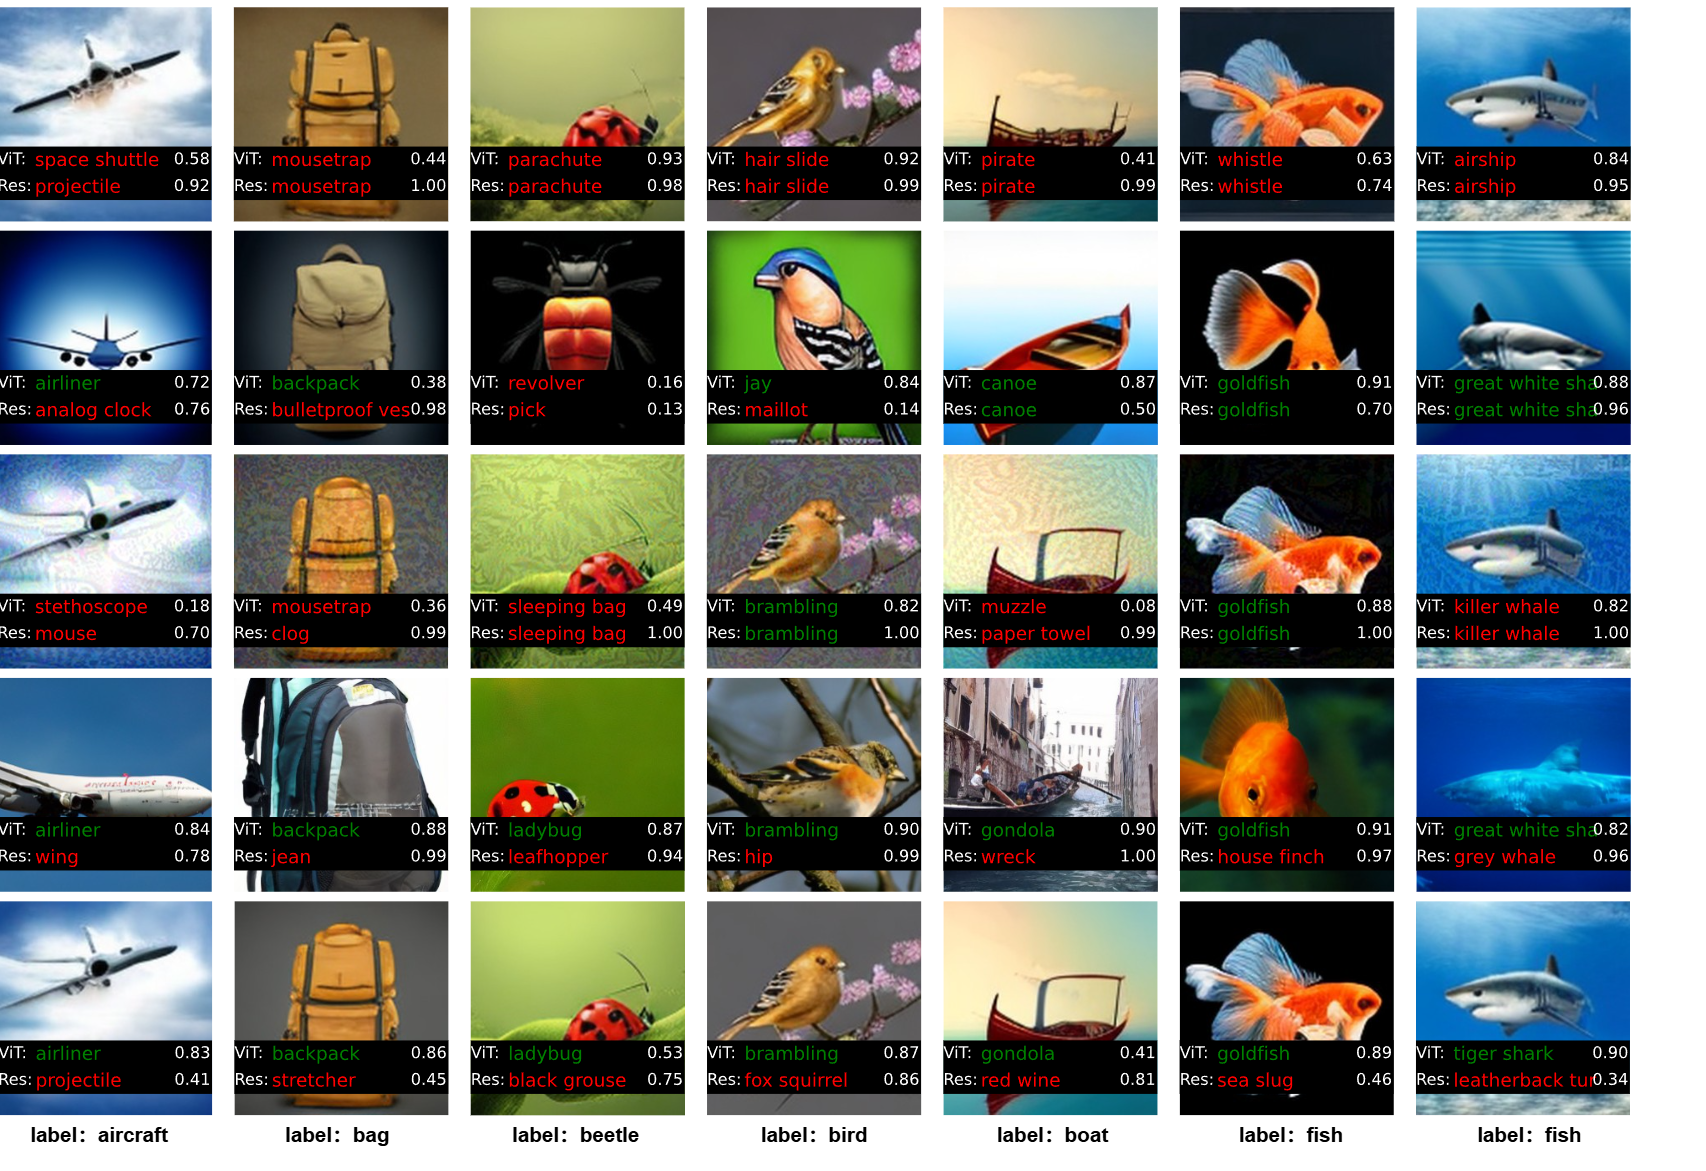 ViT: space shuttle 0.58 ViT: mousetrap 0.44 ViT: parachute 0.93 ViT: hair slide 0.92 ViT: pirate 0.41 ViT: whistle 0.63 ViT: airship 0.84
Res: projectile 0.92 Res: mousetrap 1.00 Res: parachute 0.98 Res: hair slide 0.99 Res: pirate 0.99 Res: whistle 0.74 Res: airship 0.95
ViT: airliner 0.72 ViT: backpack 0.38 ViT: revolver 0.16 ViT: jay 0.84 ViT: canoe 0.87 ViT: goldfish 0.91 ViT: great white sha 0.88
Res: analog clock 0.76 Res: bulletproof ves 0.98 Res: pick 0.13 Res: maillot 0.14 Res: canoe 0.50 Res: goldfish 0.70 Res: great white sha 0.96
ViT: stethoscope 0.18 ViT: mousetrap 0.36 ViT: sleeping bag 0.49 ViT: brambling 0.82 ViT: muzzle 0.08 ViT: goldfish 0.88 ViT: killer whale 0.82
Res: mouse 0.70 Res: clog 0.99 Res: sleeping bag 1.00 Res: brambling 1.00 Res: paper towel 0.99 Res: goldfish 1.00 Res: killer whale 1.00
ViT: airliner 0.84 ViT: backpack 0.88 ViT: ladybug 0.87 ViT: brambling 0.90 ViT: gondola 0.90 ViT: goldfish 0.91 ViT: great white sha 0.82
Res: wing 0.78 Res: jean 0.99 Res: leafhopper 0.94 Res: hip 0.99 Res: wreck 1.00 Res: house finch 0.97 Res: grey whale 0.96
ViT: airliner 0.83 ViT: backpack 0.86 ViT: ladybug 0.53 ViT: brambling 0.87 ViT: gondola 0.41 ViT: goldfish 0.89 ViT: tiger shark 0.90
Res: projectile 0.41 Res: stretcher 0.45 Res: black grouse 0.75 Res: fox squirrel 0.86 Res: red wine 0.81 Res: sea slug 0.46 Res: leatherback tur 0.34
label: aircraft label: bag label: beetle label: bird label: boat label: fish label: fish